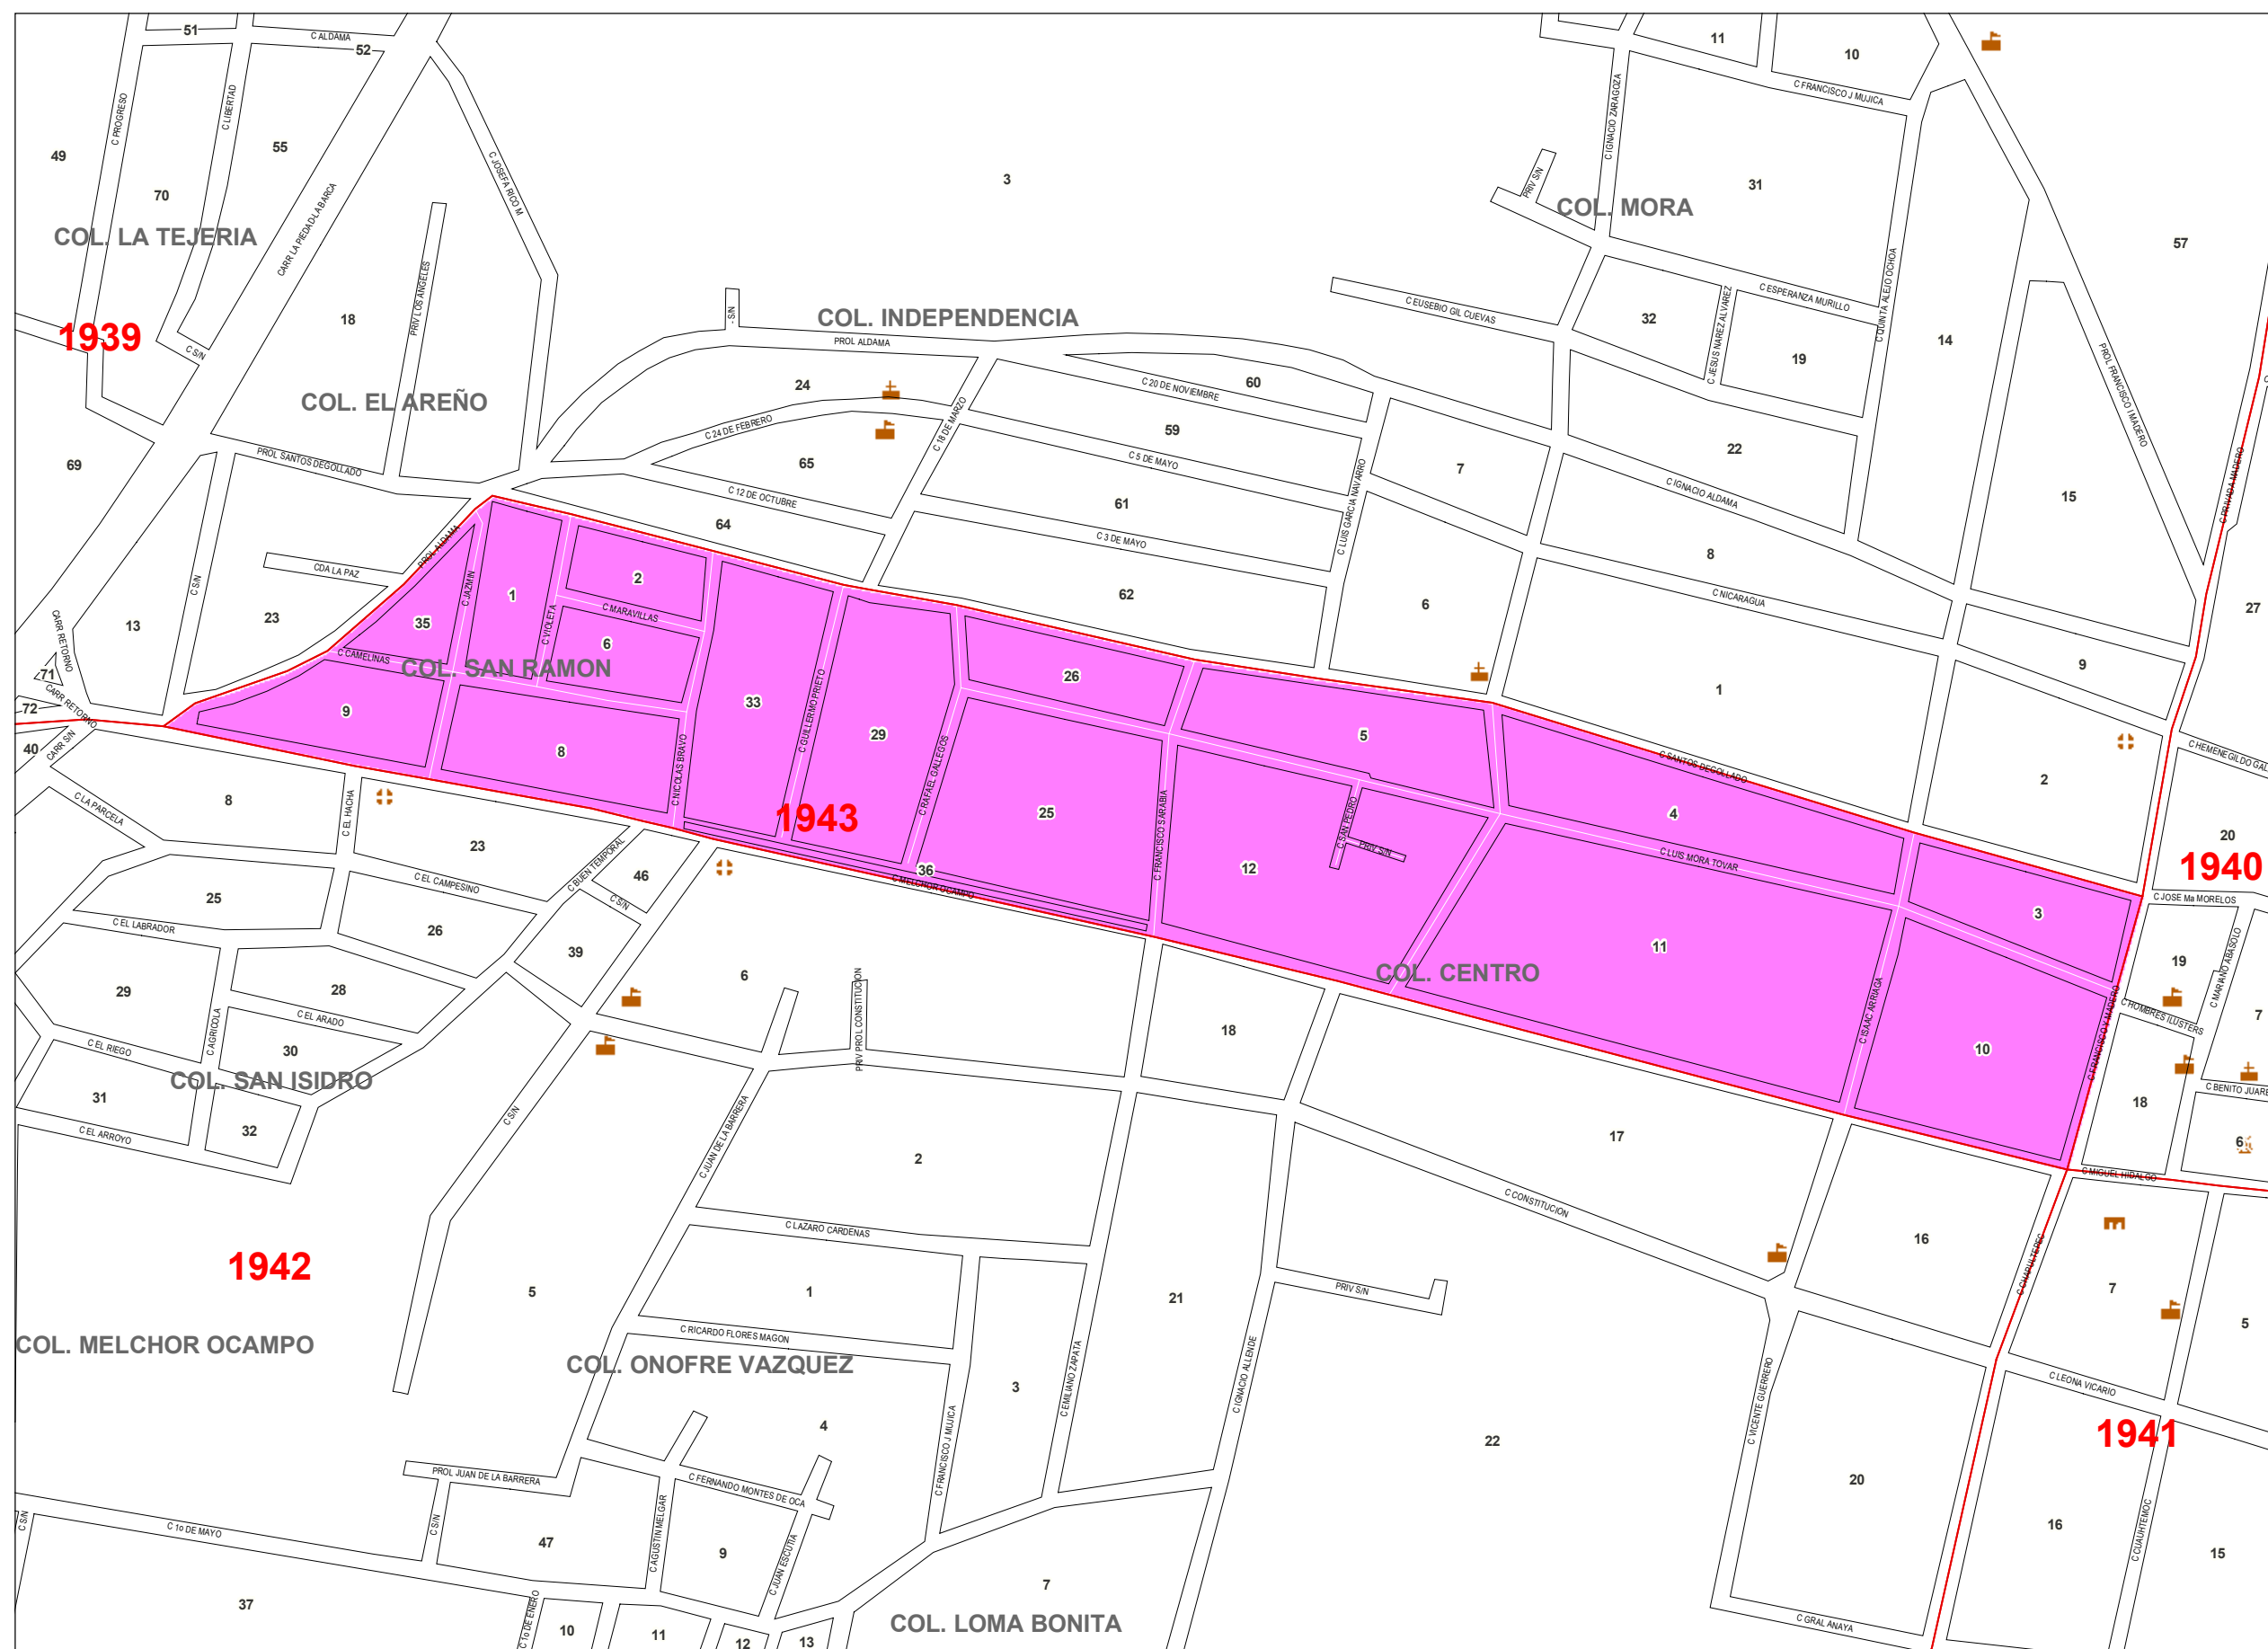 51
C ALDAMA
52
11
10
C FRANCISCO J MUJICA
C PROGRESO
C LIBERTAD
C IGNACIO ZARAGOZA
49
55
70
C JOSEFA RICO M
3
PRIV S/N
31
COL. MORA
COL. LA TEJERIA
CARR LA PIEDAD-LA BARCA
57
PRIV LOS ANGELES
C QUINTA ALEJO OCHOA
C ESPERANZA MURILLO
C EUSEBIO GIL CUEVAS
18
- S/N
COL. INDEPENDENCIA
32
C JESUS NAREZ ALVAREZ
14
1939
C S/N
PROL ALDAMA
19
PROL FRANCISCO I MADERO
24
C 20 DE NOVIEMBRE
60
COL. EL AREÑO
C 24 DE FEBRERO
C 18 DE MARZO
59
69
PROL SANTOS DEGOLLADO
65
C 5 DE MAYO
7
22
C PRIVADA MADERO
C 12 DE OCTUBRE
61
C LUIS GARCIA NAVARRO
C IGNACIO ALDAMA
15
64
C 3 DE MAYO
PROL ALDAMA
8
CDA LA PAZ
C S/N
C JAZMIN
1
2
62
C NICARAGUA
6
C MARAVILLAS
27
13
23
35
C VIOLETA
6
CARR RETORNO
C CAMELINAS
COL. SAN RAMON
71
9
26
1
CARR RETORNO
72
9
33
C GUILLERMO PRIETO
29
5
40
CARR S/N
8
C NICOLAS BRAVO
C RAFAEL GALLEGOS
C SANTOS DEGOLLADO
2
C HEMENEGILDO GAL
C LA PARCELA
8
C EL HACHA
1943
25
C FRANCISCO SARABIA
C SAN PEDRO
4
20
23
C BUEN TEMPORAL
PRIV S/N
C LUIS MORA TOVAR
1940
46
36
C MELCHOR OCAMPO
12
C EL CAMPESINO
25
C S/N
C JOSE Ma MORELOS
C EL LABRADOR
26
3
39
11
COL. CENTRO
6
PRIV PROL CONSTITUCION
19
C MARIANO ABASOLO
29
28
C EL ARADO
C AGRICOLA
18
C ISAAC ARRIAGA
C FRANCISCO Y MADERO
C HOMBRES ILUSTERS
7
C EL RIEGO
30
10
COL. SAN ISIDRO
C BENITO JUARE
31
18
C EL ARROYO
32
C S/N
C JUAN DE LA BARRERA
17
6
2
C MIGUEL HIDALGO
C CONSTITUCION
C LAZARO CARDENAS
16
1942
C CHAPULTEPEC
5
1
21
PRIV S/N
7
5
COL. MELCHOR OCAMPO
C RICARDO FLORES MAGON
COL. ONOFRE VAZQUEZ
3
C EMILIANO ZAPATA
C IGNACIO ALLENDE
C VICENTE GUERRERO
C LEONA VICARIO
4
C FRANCISCO J MUJICA
22
1941
PROL JUAN DE LA BARRERA
C FERNANDO MONTES DE OCA
20
C S/N
C 1o DE MAYO
C S/N
47
C AGUSTIN MELGAR
9
C JUAN ESCUTIA
16
C CUAUHTEMOC
15
7
37
C 1o DE ENERO
10
11
12
13
COL. LOMA BONITA
C GRAL ANAYA